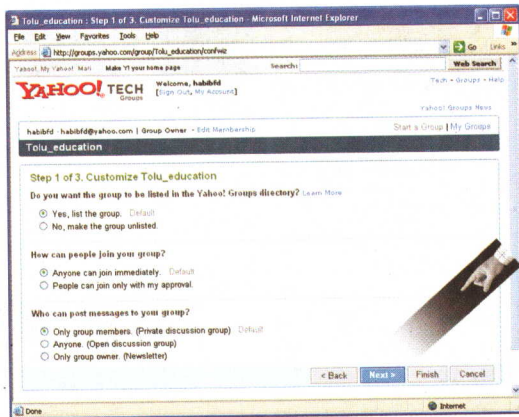 Tolu_education : Step 1 of 3. Customize Tolu_education - Microsoft Internet Explorer
File Edit View Favorites Tools Help
Address http://groups.yahoo.com/group/Tolu_education/confwiz Go Links »
Yahoo! My Yahoo! Mail Make Y! your home page Search: Web Search
YAHOO! TECH Groups
Welcome, habibfd
[Sign Out, My Account]
Tech - Groups - Help
Yahoo! Groups News
habibfd · habibfd@yahoo.com | Group Owner - Edit Membership Start a Group | My Groups
Tolu_education
Step 1 of 3. Customize Tolu_education
Do you want the group to be listed in the Yahoo! Groups directory? Learn More
Yes, list the group. Default
No, make the group unlisted.
How can people join your group?
Anyone can join immediately. Default
People can join only with my approval.
Who can post messages to your group?
Only group members. (Private discussion group) Default
Anyone. (Open discussion group)
Only group owner. (Newsletter)
< Back Next > Finish Cancel
Done Internet